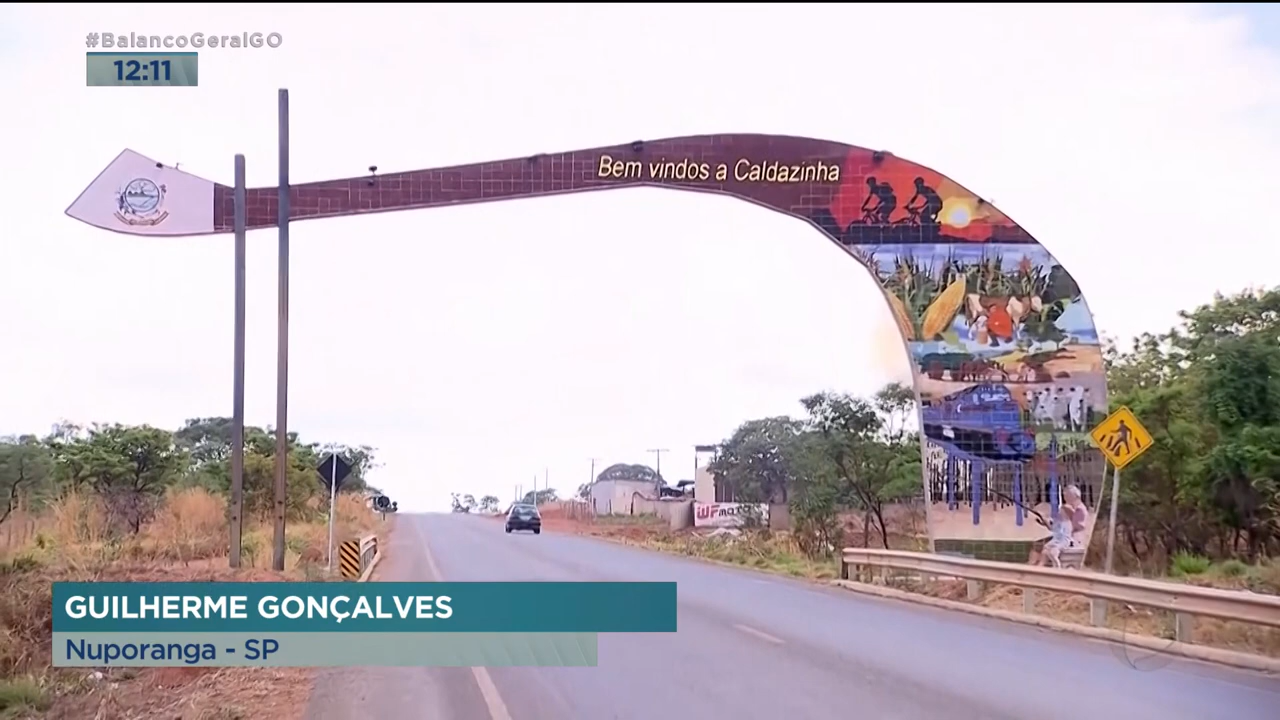 #BalancoGeralGO
12:11
Bem vindos a Caldazinha
GUILHERME GONÇALVES
Nuporanga - SP